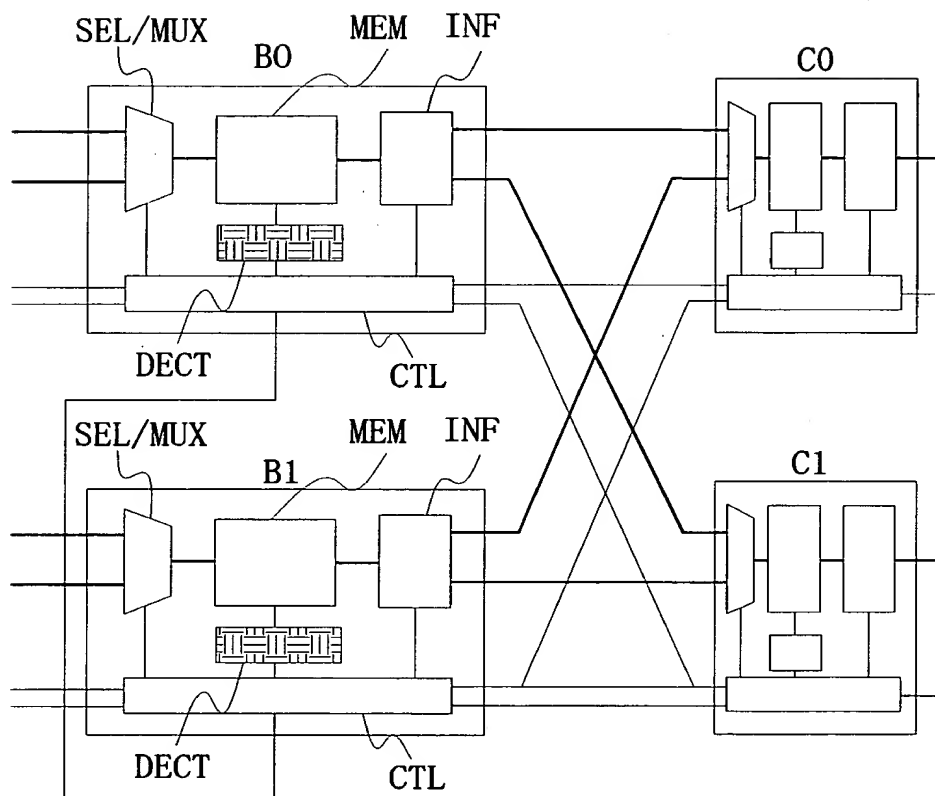 SEL/MUX
B0
MEM
INF
C0
DECT
CTL
SEL/MUX
B1
MEM
INF
C1
DECT
CTL